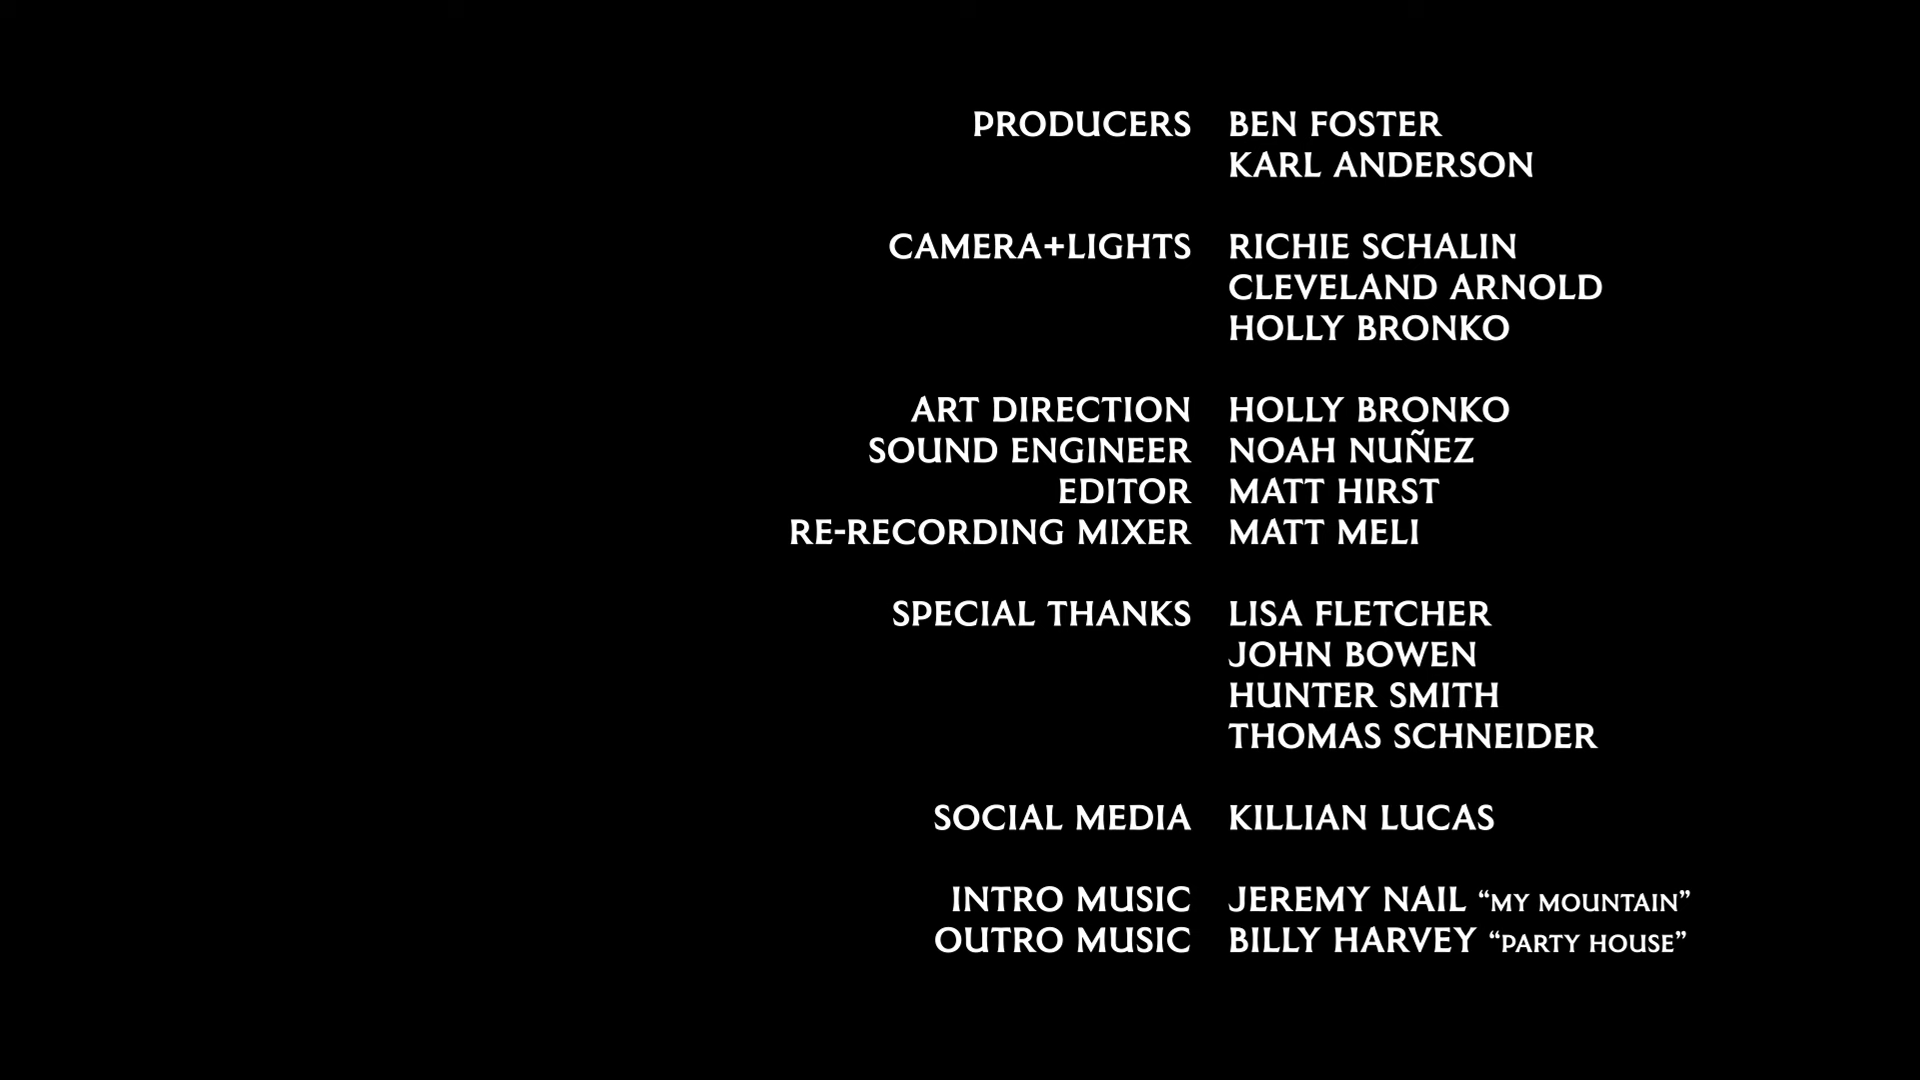 PRODUCERS BEN FOSTER
KARL ANDERSON
CAMERA+LIGHTS RICHIE SCHALIN
CLEVELAND ARNOLD
HOLLY BRONKO
ART DIRECTION HOLLY BRONKO
SOUND ENGINEER NOAH NUÑEZ
EDITOR MATT HIRST
RE-RECORDING MIXER MATT MELI
SPECIAL THANKS LISA FLETCHER
JOHN BOWEN
HUNTER SMITH
THOMAS SCHNEIDER
SOCIAL MEDIA KILLIAN LUCAS
INTRO MUSIC JEREMY NAIL “MY MOUNTAIN”
OUTRO MUSIC BILLY HARVEY “PARTY HOUSE”